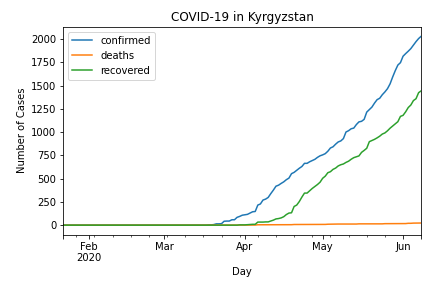 COVID-19 in Kyrgyzstan
confirmed
deaths
recovered
Number of Cases
2000
1750
1500
1250
1000
750
500
250
0
Feb
2020
Mar
Apr
May
Jun
Day